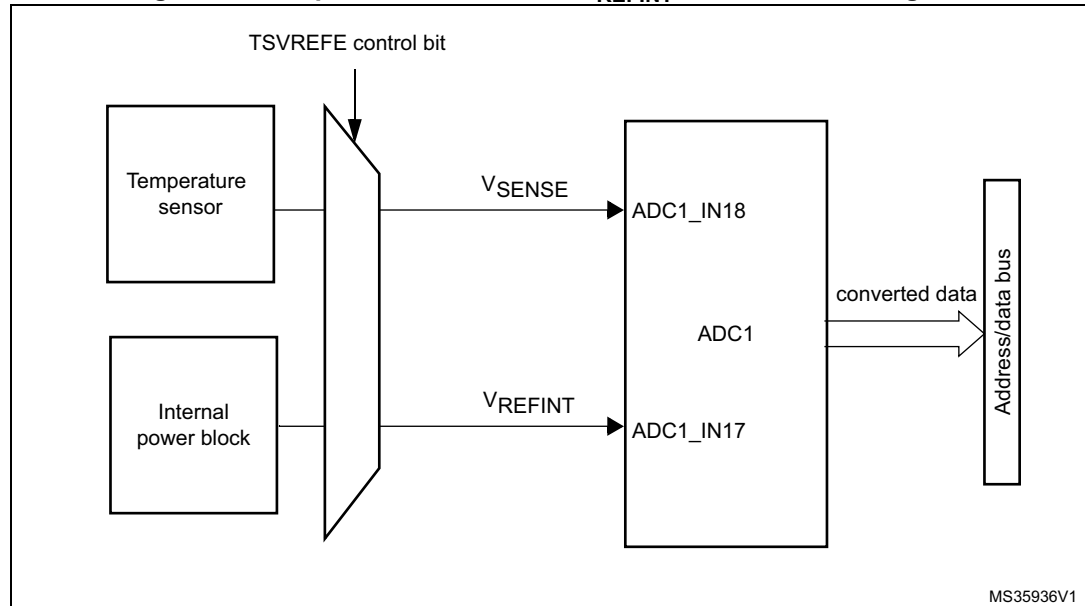 TSVREFE control bit
Temperature
sensor
VSENSE
ADC1_IN18
converted data
Address/data bus
ADC1
Internal
power block
VREFINT
ADC1_IN17
MS35936V1